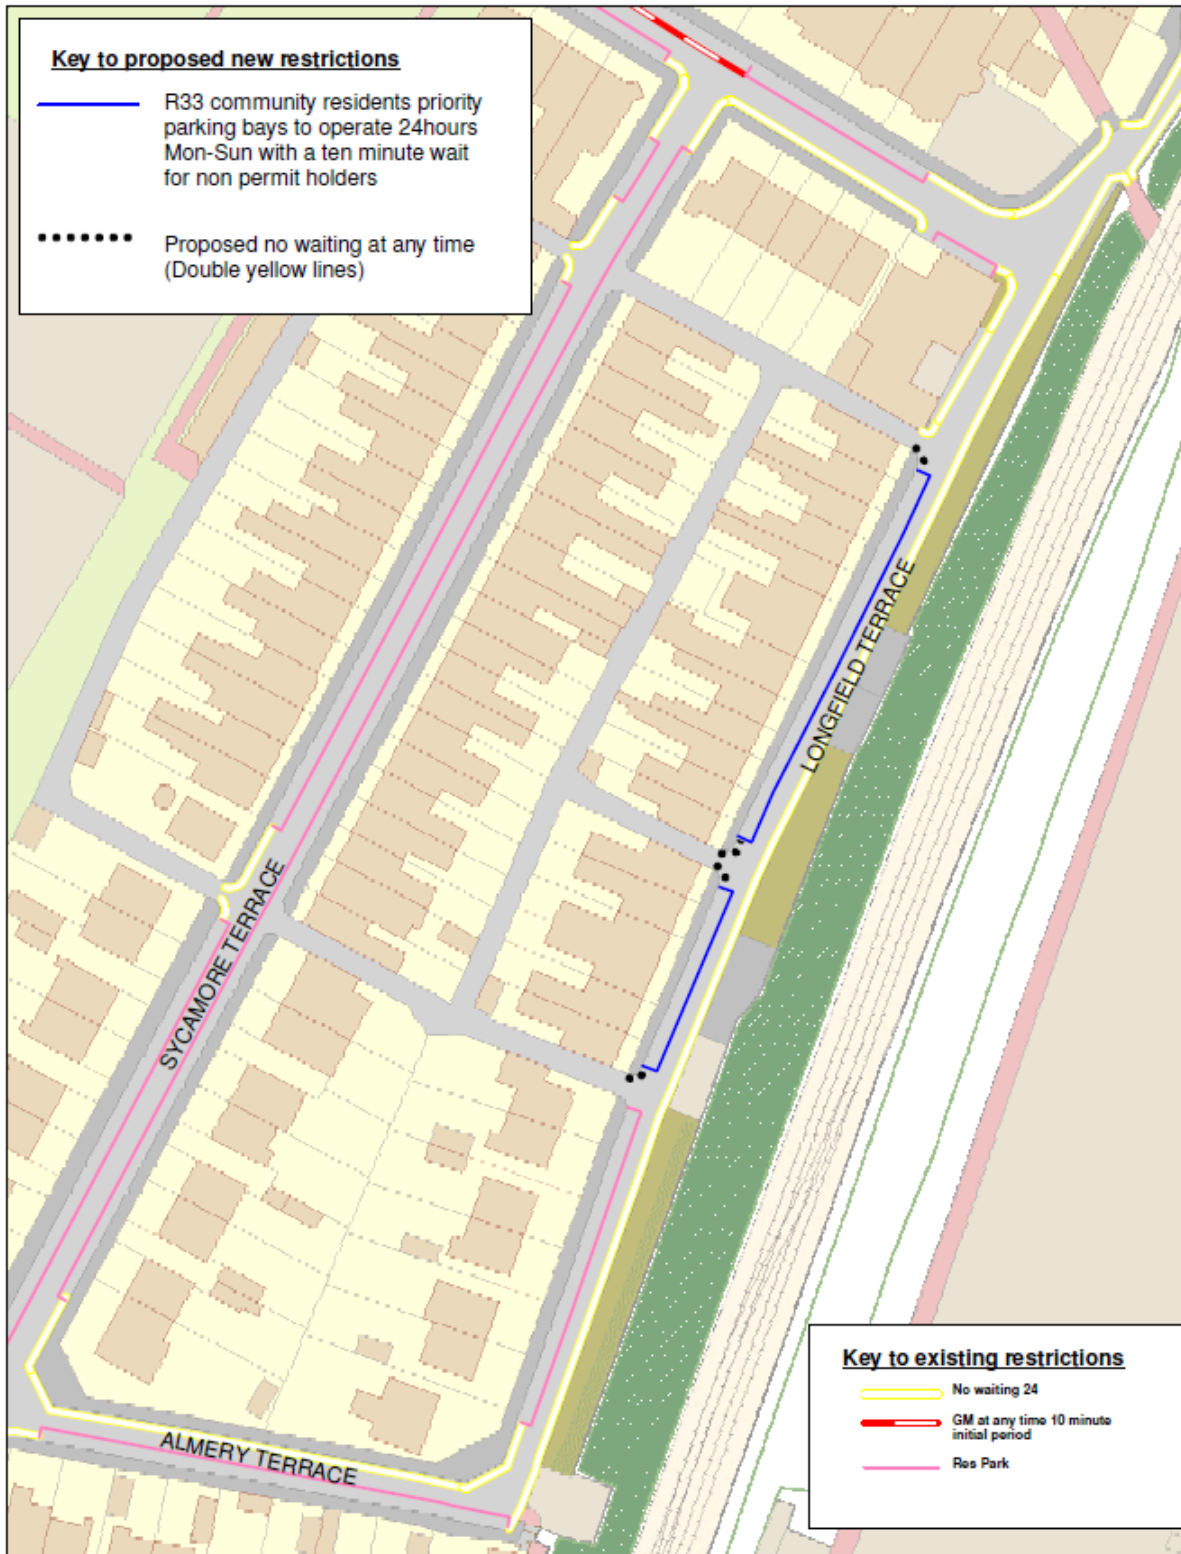 Key to proposed new restrictions
R33 community residents priority
parking bays to operate 24hours
Mon-Sun with a ten minute wait
for non permit holders
Proposed no waiting at any time
(Double yellow lines)
LONGFIELD TERRACE
SYCAMORE TERRACE
ALMERY TERRACE
Key to existing restrictions
No waiting 24
GM at any time 10 minute
initial period
Res Park